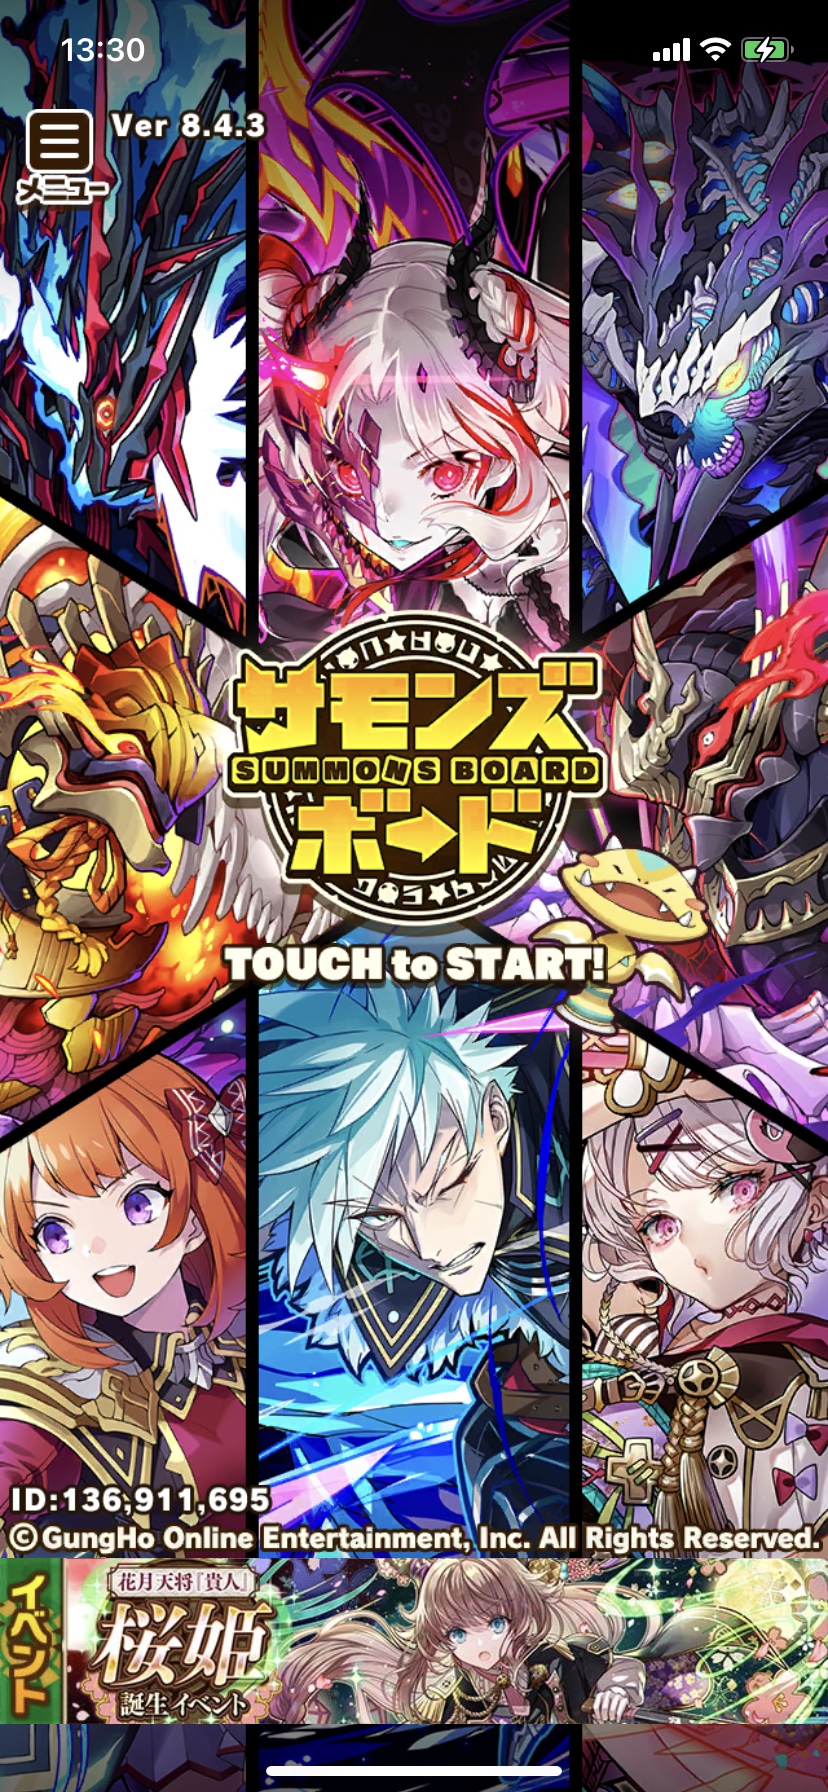 13:30
Ver 8.4.3
メニュー
サモンズ
SUMMONS BOARD
ボード
TOUCH to START!
ID:136,911,695
©GungHo Online Entertainment, Inc. All Rights Reserved.
イベント
花月天将『貴人』
桜姫
誕生イベント